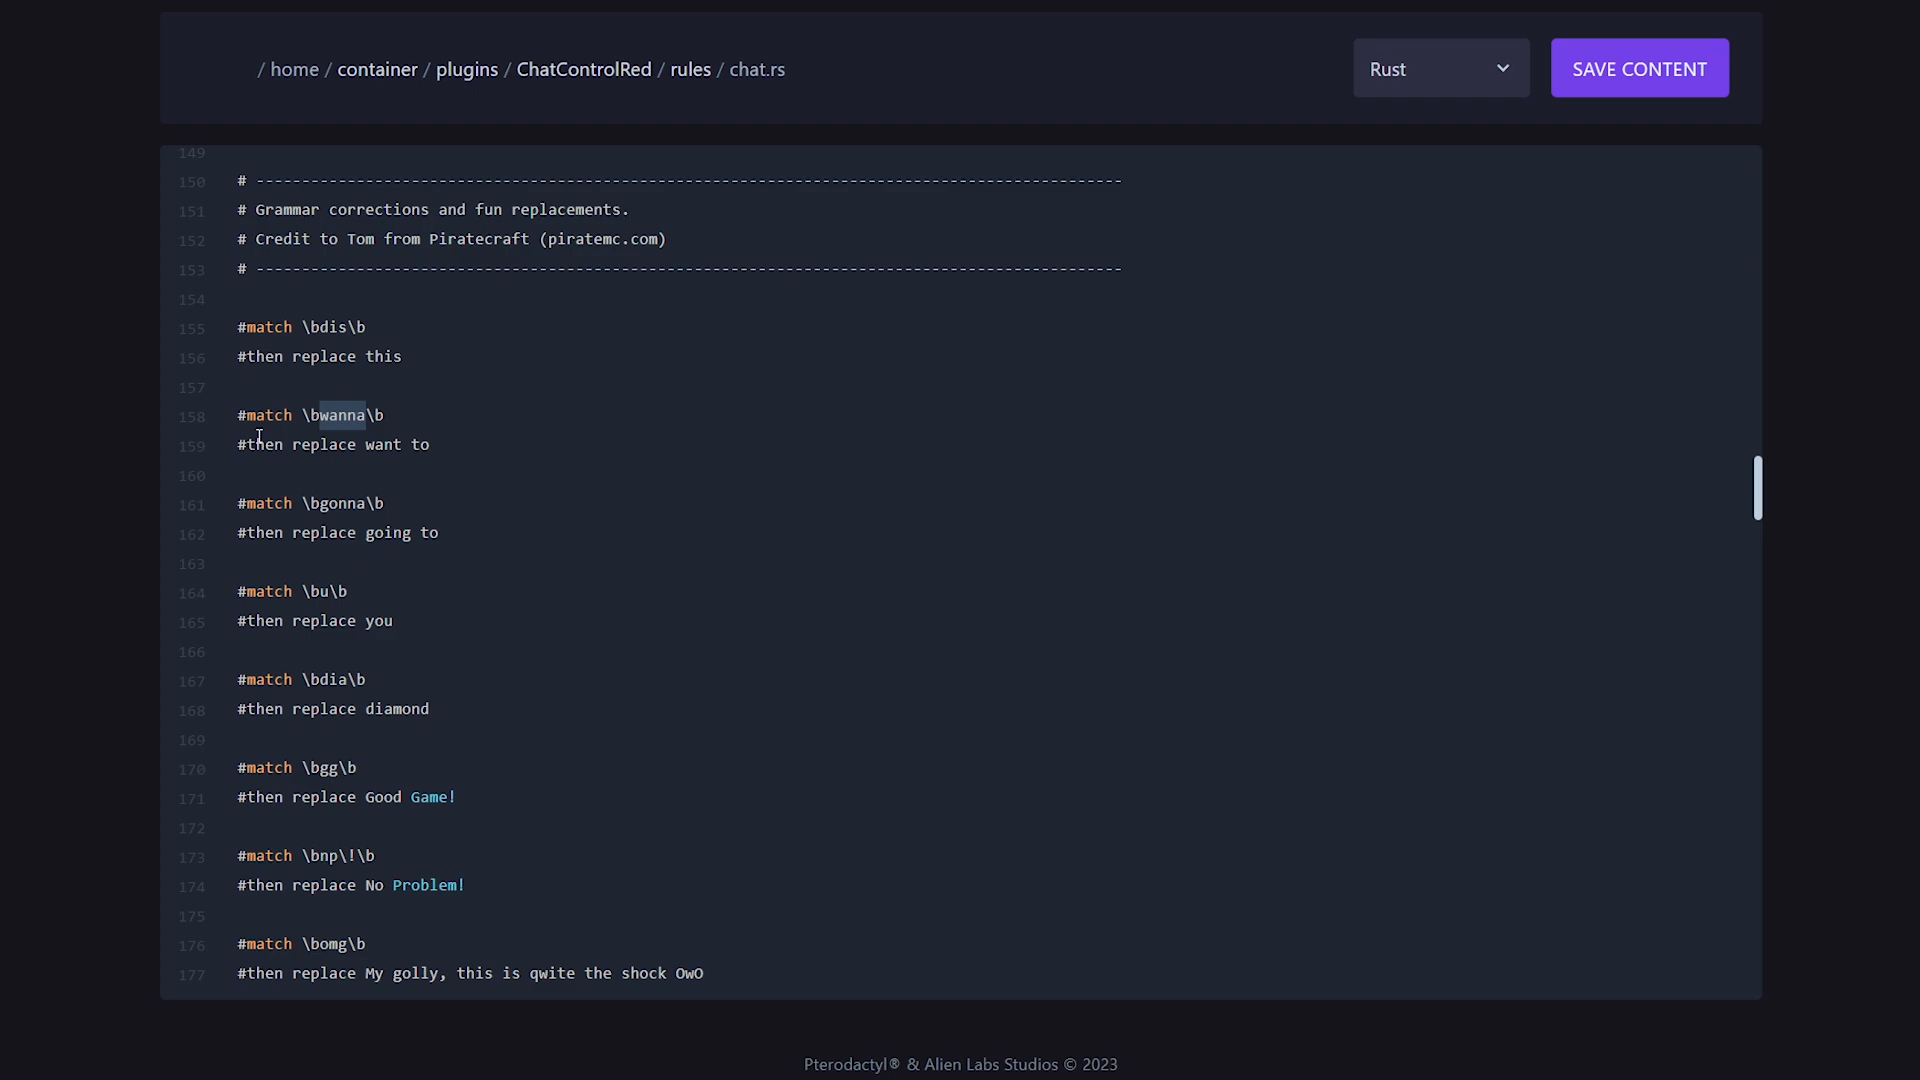 / home / container / plugins / ChatControlRed / rules / chat.rs
Rust
SAVE CONTENT
149
150 # -----------------------------------------------------------------------------------------------
151 # Grammar corrections and fun replacements.
152 # Credit to Tom from Piratecraft (piratemc.com)
153 # -----------------------------------------------------------------------------------------------
154
155 #match \bdis\b
156 #then replace this
157
158 #match \bwanna\b
159 #then replace want to
160
161 #match \bgonna\b
162 #then replace going to
163
164 #match \bu\b
165 #then replace you
166
167 #match \bdia\b
168 #then replace diamond
169
170 #match \bgg\b
171 #then replace Good Game!
172
173 #match \bnp\!\b
174 #then replace No Problem!
175
176 #match \bomg\b
177 #then replace My golly, this is qwite the shock OwO
Pterodactyl® & Alien Labs Studios © 2023